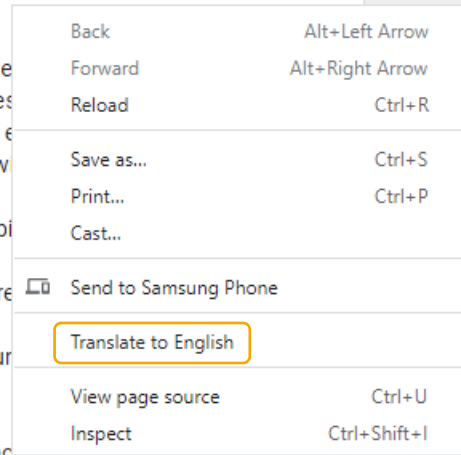 Back Alt+Left Arrow
Forward Alt+Right Arrow
Reload Ctrl+R
Save as... Ctrl+S
Print... Ctrl+P
Cast...
Send to Samsung Phone
Translate to English
View page source Ctrl+U
Inspect Ctrl+Shift+I